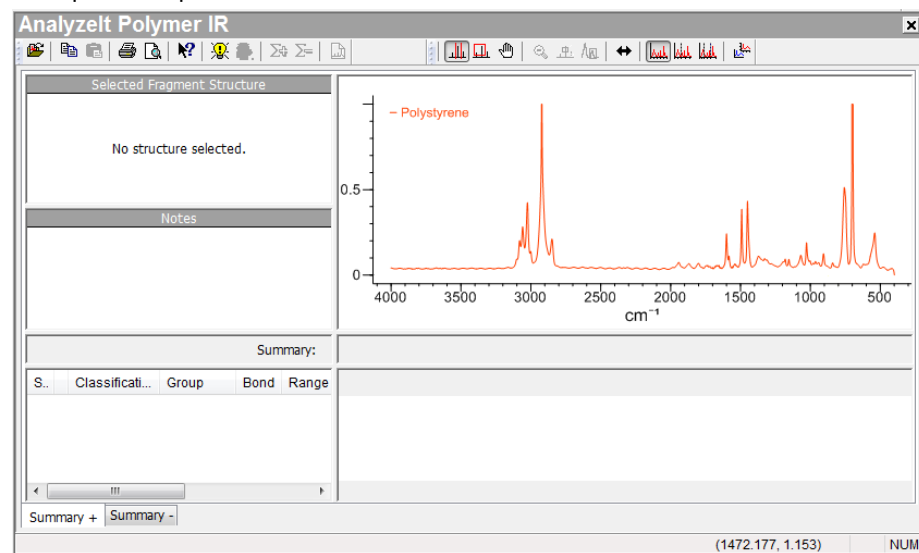 AnalyzeIt Polymer IR
Selected Fragment Structure
No structure selected.
Notes
Polystyrene
0.5
0
4000 3500 3000 2500 2000 1500 1000 500
cm⁻¹
Summary:
S.. Classificati... Group Bond Range
Summary + Summary -
(1472.177, 1.153) NUM